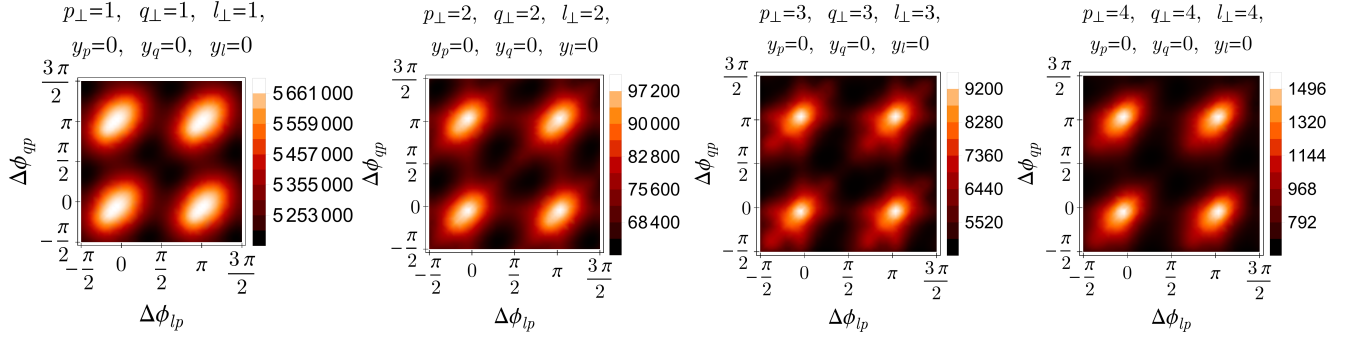 p⊥=1, q⊥=1, l⊥=1,
yp=0, yq=0, yl=0
3π/2
π
π/2
0
−π/2
Δϕqp
−π/2 0 π/2 π 3π/2
Δϕlp
5 661 000
5 559 000
5 457 000
5 355 000
5 253 000
p⊥=2, q⊥=2, l⊥=2,
yp=0, yq=0, yl=0
3π/2
π
π/2
0
−π/2
Δϕqp
−π/2 0 π/2 π 3π/2
Δϕlp
97 200
90 000
82 800
75 600
68 400
p⊥=3, q⊥=3, l⊥=3,
yp=0, yq=0, yl=0
3π/2
π
π/2
0
−π/2
Δϕqp
−π/2 0 π/2 π 3π/2
Δϕlp
9200
8280
7360
6440
5520
p⊥=4, q⊥=4, l⊥=4,
yp=0, yq=0, yl=0
3π/2
π
π/2
0
−π/2
Δϕqp
−π/2 0 π/2 π 3π/2
Δϕlp
1496
1320
1144
968
792